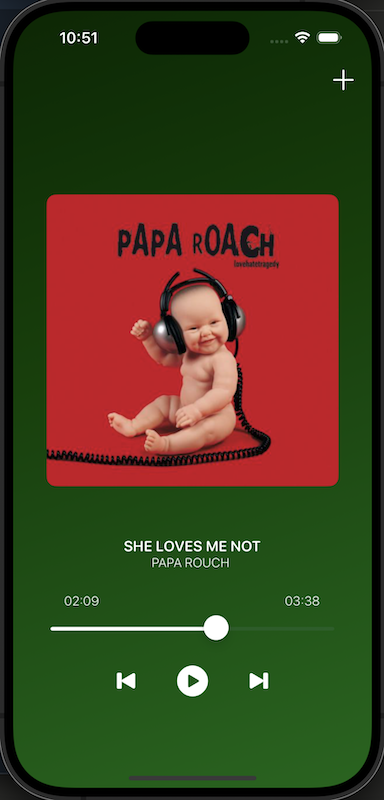 10:51
PAPA ROACH
lovehatetragedy
SHE LOVES ME NOT
PAPA ROUCH
02:09 03:38